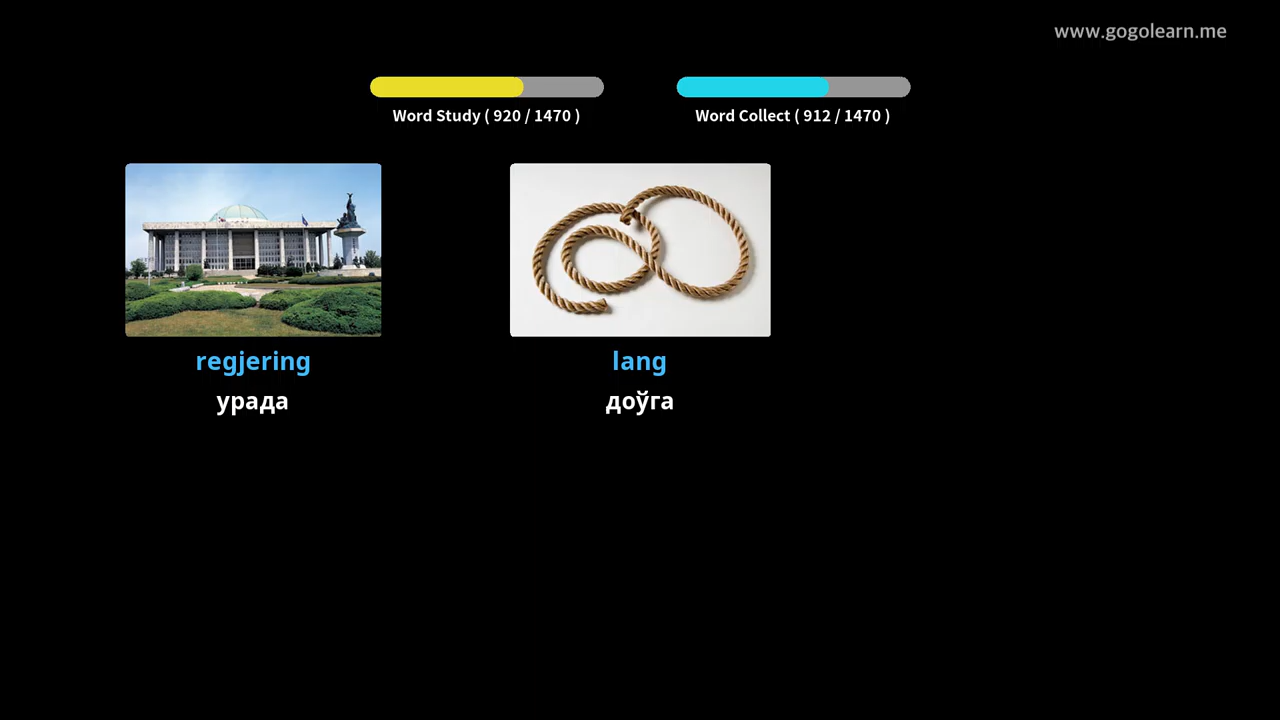 www.gogolearn.me
Word Study ( 920 / 1470 )
Word Collect ( 912 / 1470 )
regjering
lang
урада
доўга